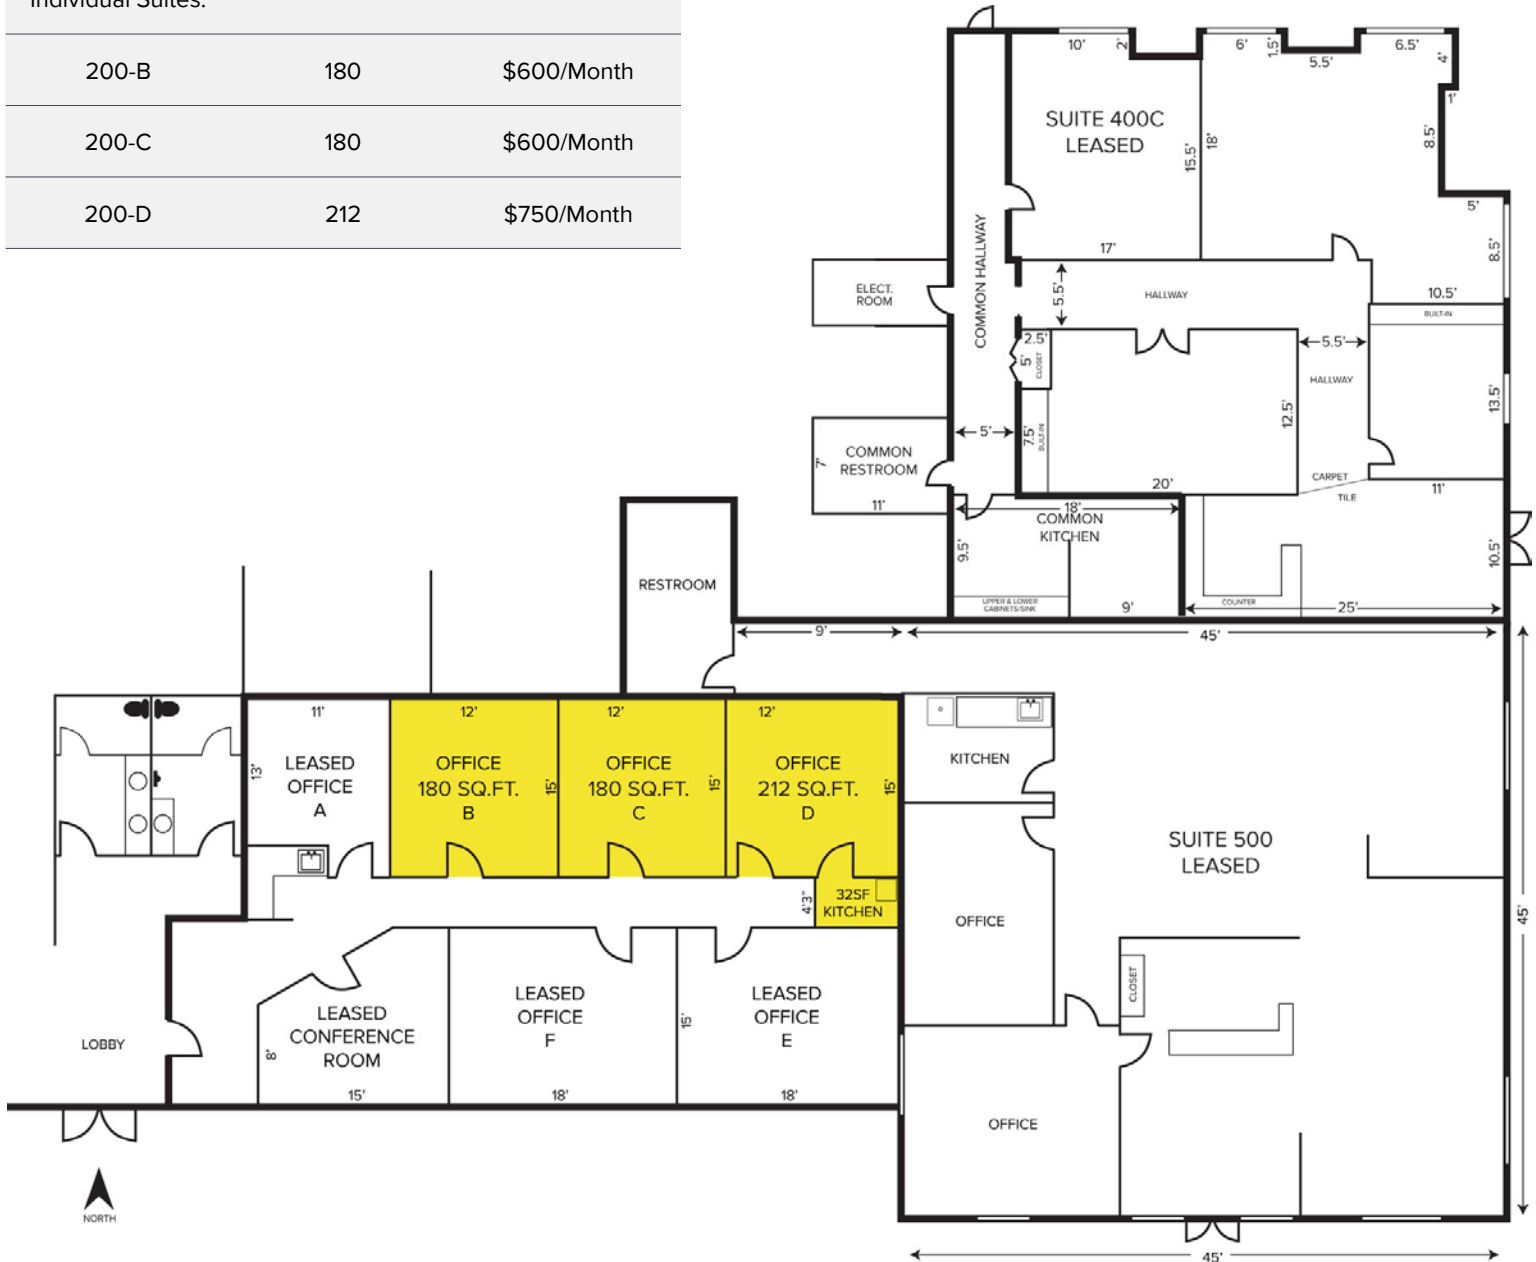 Individual Suites:
200-B 180 $600/Month
200-C 180 $600/Month
200-D 212 $750/Month
10'
2'
6'
1.5'
5.5'
6.5'
4'
1'
8.5'
5'
8.5'
10.5'
SUITE 400C
LEASED
15.5'
18'
17'
COMMON HALLWAY
ELECT.
ROOM
5.5'
HALLWAY
BUILT-IN
2.5'
5'
CLOSET
5.5'
HALLWAY
13.5'
12.5'
5'
7.5'
BUILT-IN
20'
COMMON
RESTROOM
7'
11'
CARPET
TILE
11'
18'
COMMON
KITCHEN
9.5'
UPPER & LOWER
CABINETS/SINK
9'
COUNTER
25'
10.5'
RESTROOM
9'
45'
11'
13'
LEASED
OFFICE
A
12'
OFFICE
180 SQ.FT.
B
15'
12'
OFFICE
180 SQ.FT.
C
15'
12'
OFFICE
212 SQ.FT.
D
15'
KITCHEN
SUITE 500
LEASED
45'
4'3"
32SF
KITCHEN
OFFICE
CLOSET
LOBBY
LEASED
CONFERENCE
ROOM
8'
15'
LEASED
OFFICE
F
18'
15'
LEASED
OFFICE
E
18'
OFFICE
NORTH
45'